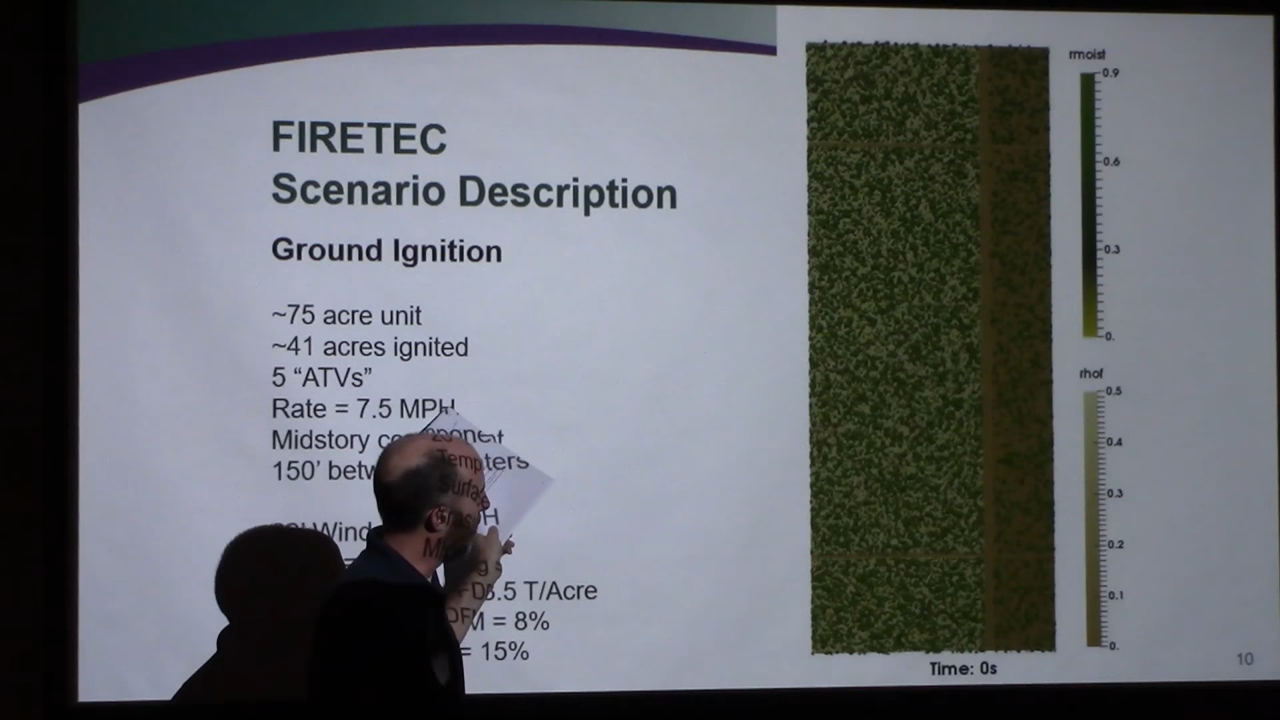 FIRETEC
Scenario Description
Ground Ignition
~75 acre unit
~41 acres ignited
5 “ATVs”
Rate = 7.5 MPH
Midstory component
150’
Wind
.5 T/Acre
= 8%
= 15%
rmoist
0.9
0.6
0.3
0.
rhof
0.5
0.4
0.3
0.2
0.1
0.
Time: 0s
10